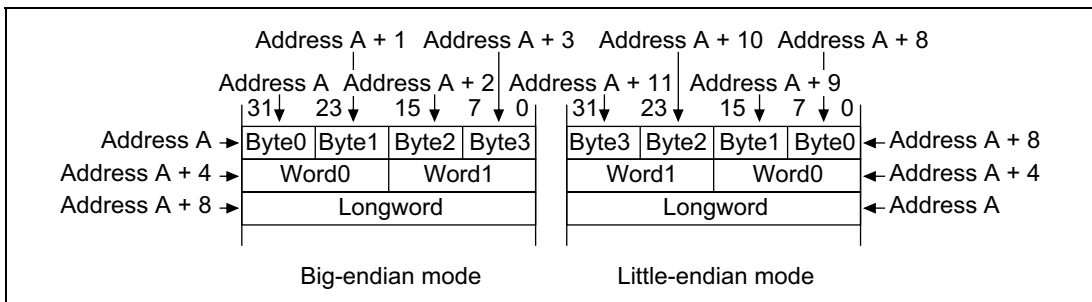 Address A + 1 Address A + 3 Address A + 10 Address A + 8
Address A Address A + 2 Address A + 11 Address A + 9
31 23 15 7 0 31 23 15 7 0
Address A Byte0 Byte1 Byte2 Byte3 Byte3 Byte2 Byte1 Byte0 Address A + 8
Address A + 4 Word0 Word1 Word1 Word0 Address A + 4
Address A + 8 Longword Longword Address A
Big-endian mode Little-endian mode